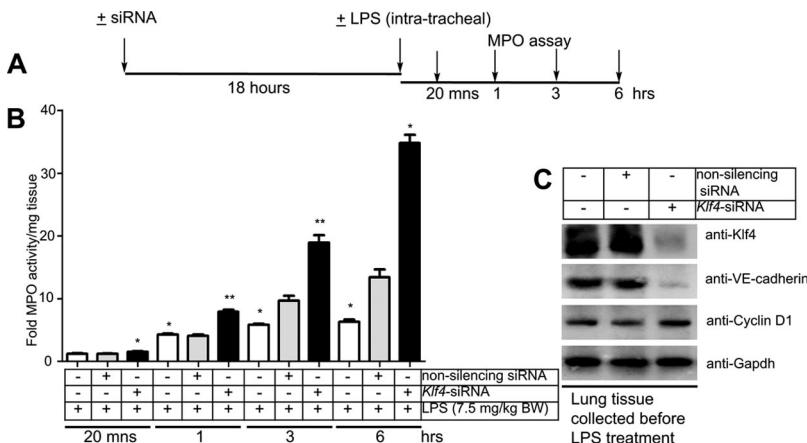 ± siRNA
± LPS (intra-tracheal)
MPO assay
A
18 hours
20 mns 1 3 6 hrs
B
40
30
20
10
0
Fold MPO activity/mg tissue
*
*
**
*
**
*
*
- + - - + - - + - - + - non-silencing siRNA
- - + - - + - - + - - + Klf4-siRNA
+ + + + + + + + + + + + LPS (7.5 mg/kg BW)
20 mns 1 3 6 hrs
C
- + - non-silencing
siRNA
- - + Klf4-siRNA
anti-Klf4
anti-VE-cadherin
anti-Cyclin D1
anti-Gapdh
Lung tissue
collected before
LPS treatment